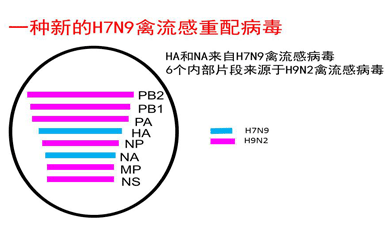 一种新的H7N9禽流感重配病毒
HA和NA来自H7N9禽流感病毒
6个内部片段来源于H9N2禽流感病毒
PB2
PB1
PA
HA
NP
NA
MP
NS
H7N9
H9N2